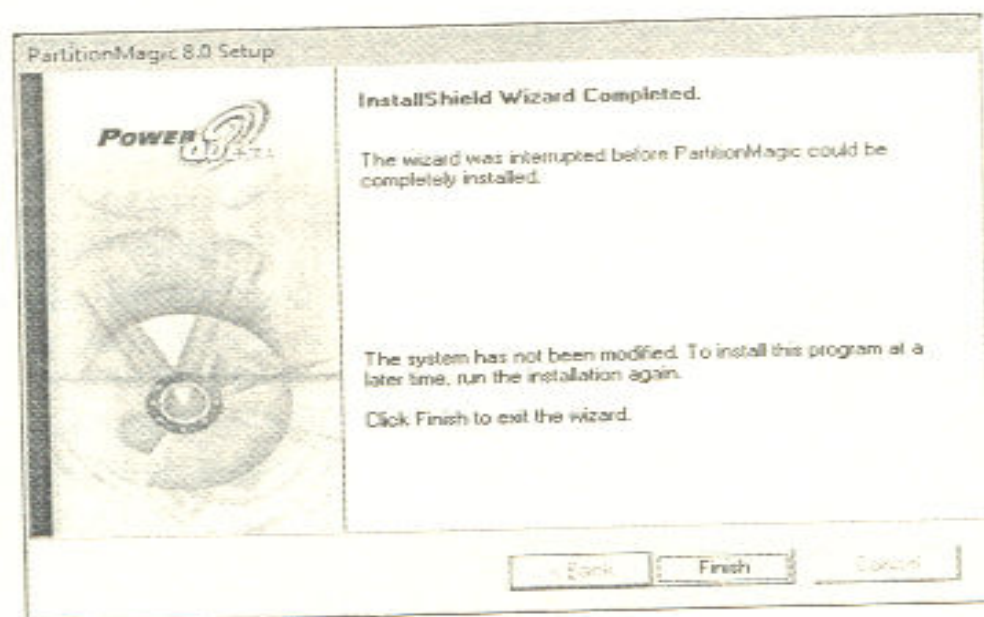 PartitionMagic 8.0 Setup
POWER
InstallShield Wizard Completed.
The wizard was interrupted before PartitionMagic could be
completely installed.
The system has not been modified. To install this program at a
later time, run the installation again.
Click Finish to exit the wizard.
< Back
Finish
Cancel